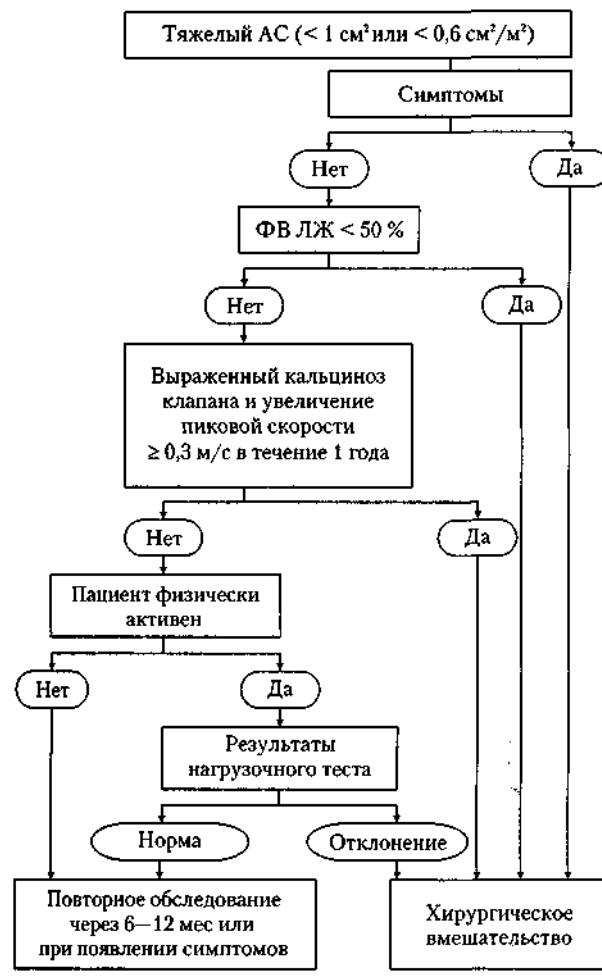 Тяжелый АС (< 1 см² или < 0,6 см²/м²)
Симптомы
Нет
Да
ФВ ЛЖ < 50 %
Нет
Да
Выраженный кальциноз
клапана и увеличение
пиковой скорости
≥ 0,3 м/с в течение 1 года
Нет
Да
Пациент физически
активен
Нет
Да
Результаты
нагрузочного теста
Норма
Отклонение
Повторное обследование
через 6—12 мес или
при появлении симптомов
Хирургическое
вмешательство